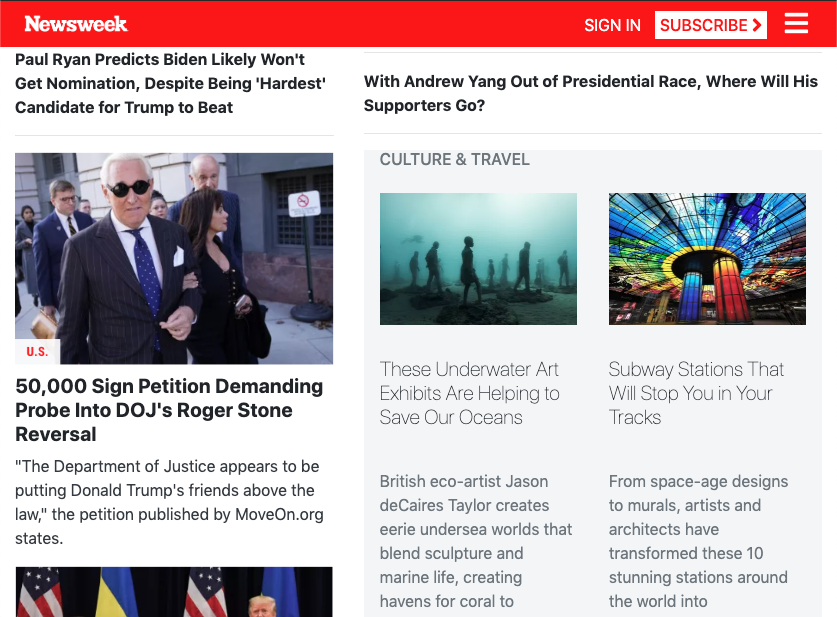 Newsweek
SIGN IN
SUBSCRIBE
Paul Ryan Predicts Biden Likely Won't
Get Nomination, Despite Being 'Hardest'
Candidate for Trump to Beat
U.S.
50,000 Sign Petition Demanding
Probe Into DOJ's Roger Stone
Reversal
"The Department of Justice appears to be
putting Donald Trump's friends above the
law," the petition published by MoveOn.org
states.
With Andrew Yang Out of Presidential Race, Where Will His
Supporters Go?
CULTURE & TRAVEL
These Underwater Art
Exhibits Are Helping to
Save Our Oceans
British eco-artist Jason
deCaires Taylor creates
eerie undersea worlds that
blend sculpture and
marine life, creating
havens for coral to
Subway Stations That
Will Stop You in Your
Tracks
From space-age designs
to murals, artists and
architects have
transformed these 10
stunning stations around
the world into